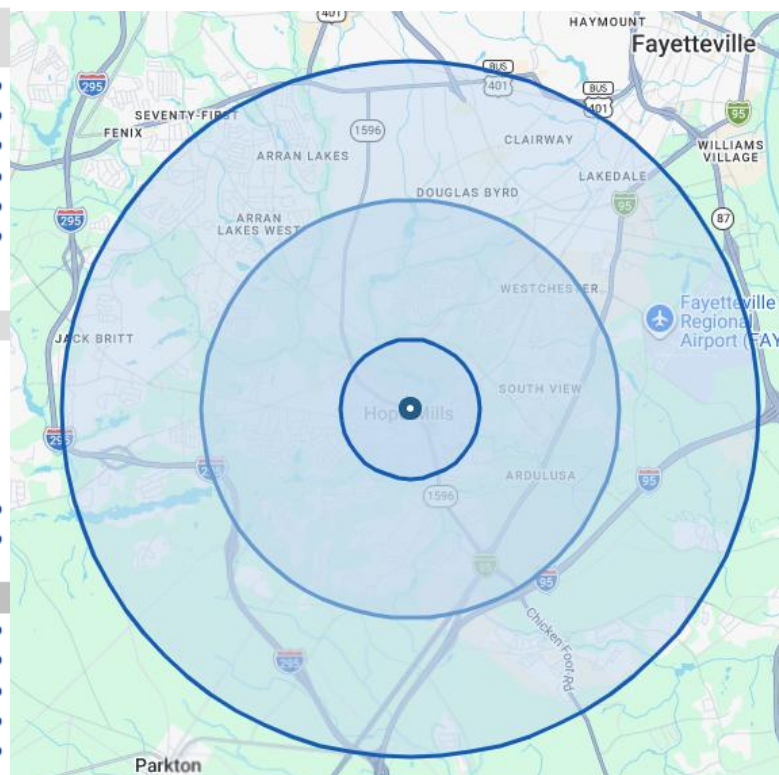 HAYMOUNT
401
Fayetteville
BUS
401
BUS
401
295
95
SEVENTY-FIRST
FENIX
1596
CLAIRWAY
WILLIAMS
VILLAGE
ARRAN LAKES
LAKEDALE
DOUGLAS BYRD
95
87
295
ARRAN
LAKES WEST
WESTCHESTER
Fayetteville
Regional
Airport (FAY
JACK BRITT
SOUTH VIEW
Hope Mills
295
295
ARDULUSA
95
1596
95
95
Chicken Foot Rd
295
Parkton